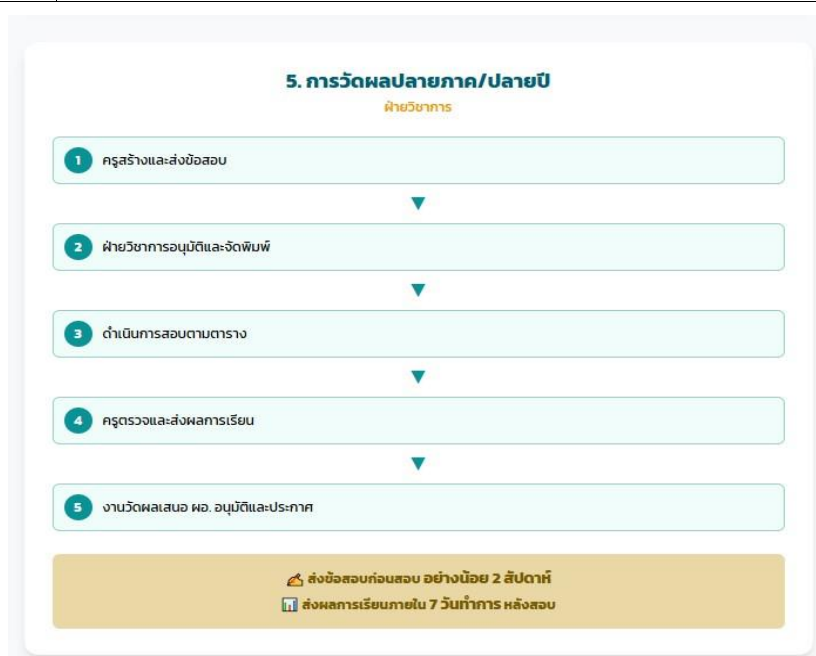 5. การวัดผลปลายภาค/ปลายปี
ฝ่ายวิชาการ
1 ครูสร้างและส่งข้อสอบ
2 ฝ่ายวิชาการอนุมัติและจัดพิมพ์
3 ดำเนินการสอบตามตาราง
4 ครูตรวจและส่งผลการเรียน
5 งานวัดผลเสนอ ผอ. อนุมัติและประกาศ
✍️ ส่งข้อสอบก่อนสอบ อย่างน้อย 2 สัปดาห์
📊 ส่งผลการเรียนภายใน 7 วันทำการ หลังสอบ